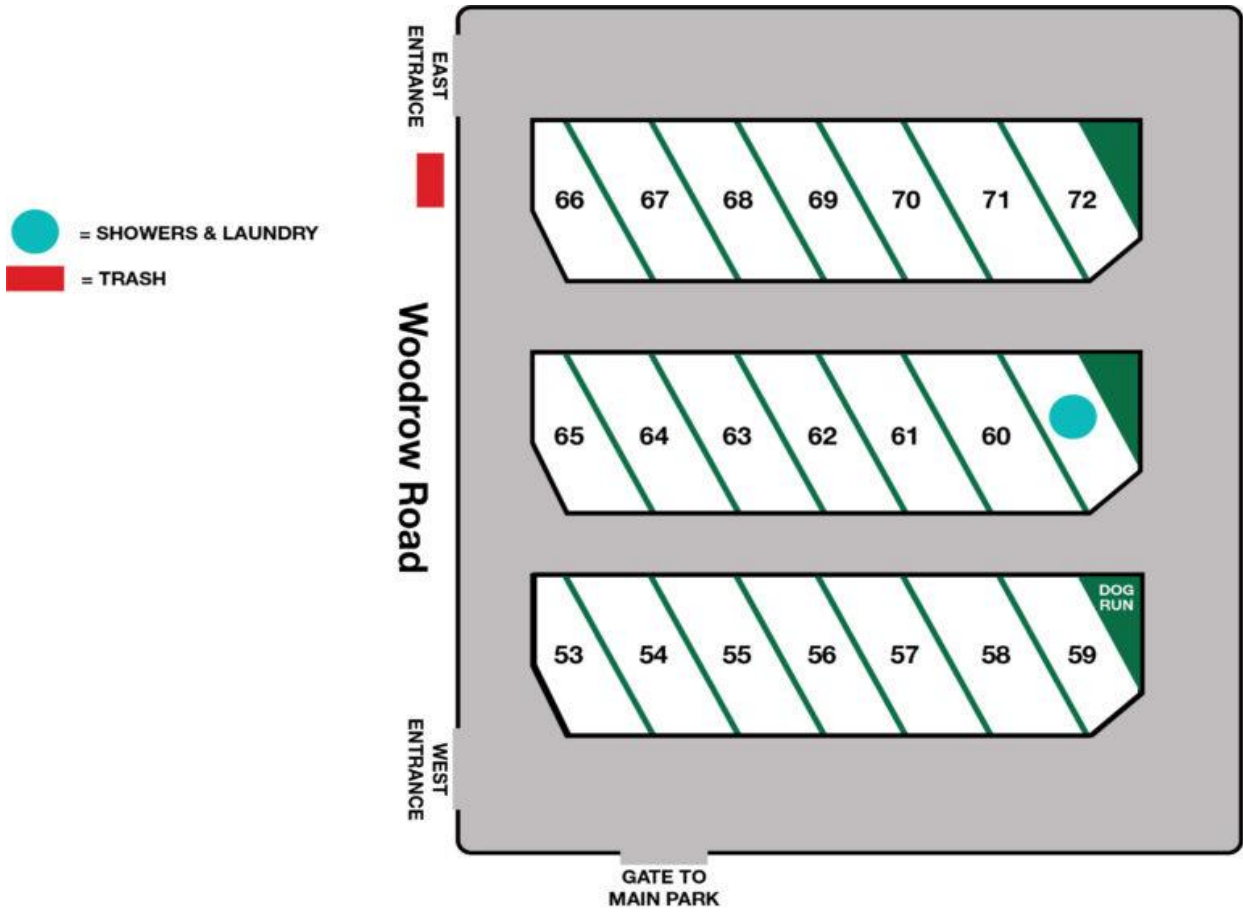 EAST
ENTRANCE
66 67 68 69 70 71 72
= SHOWERS & LAUNDRY
= TRASH
Woodrow Road
65 64 63 62 61 60
DOG
RUN
53 54 55 56 57 58 59
WEST
ENTRANCE
GATE TO
MAIN PARK